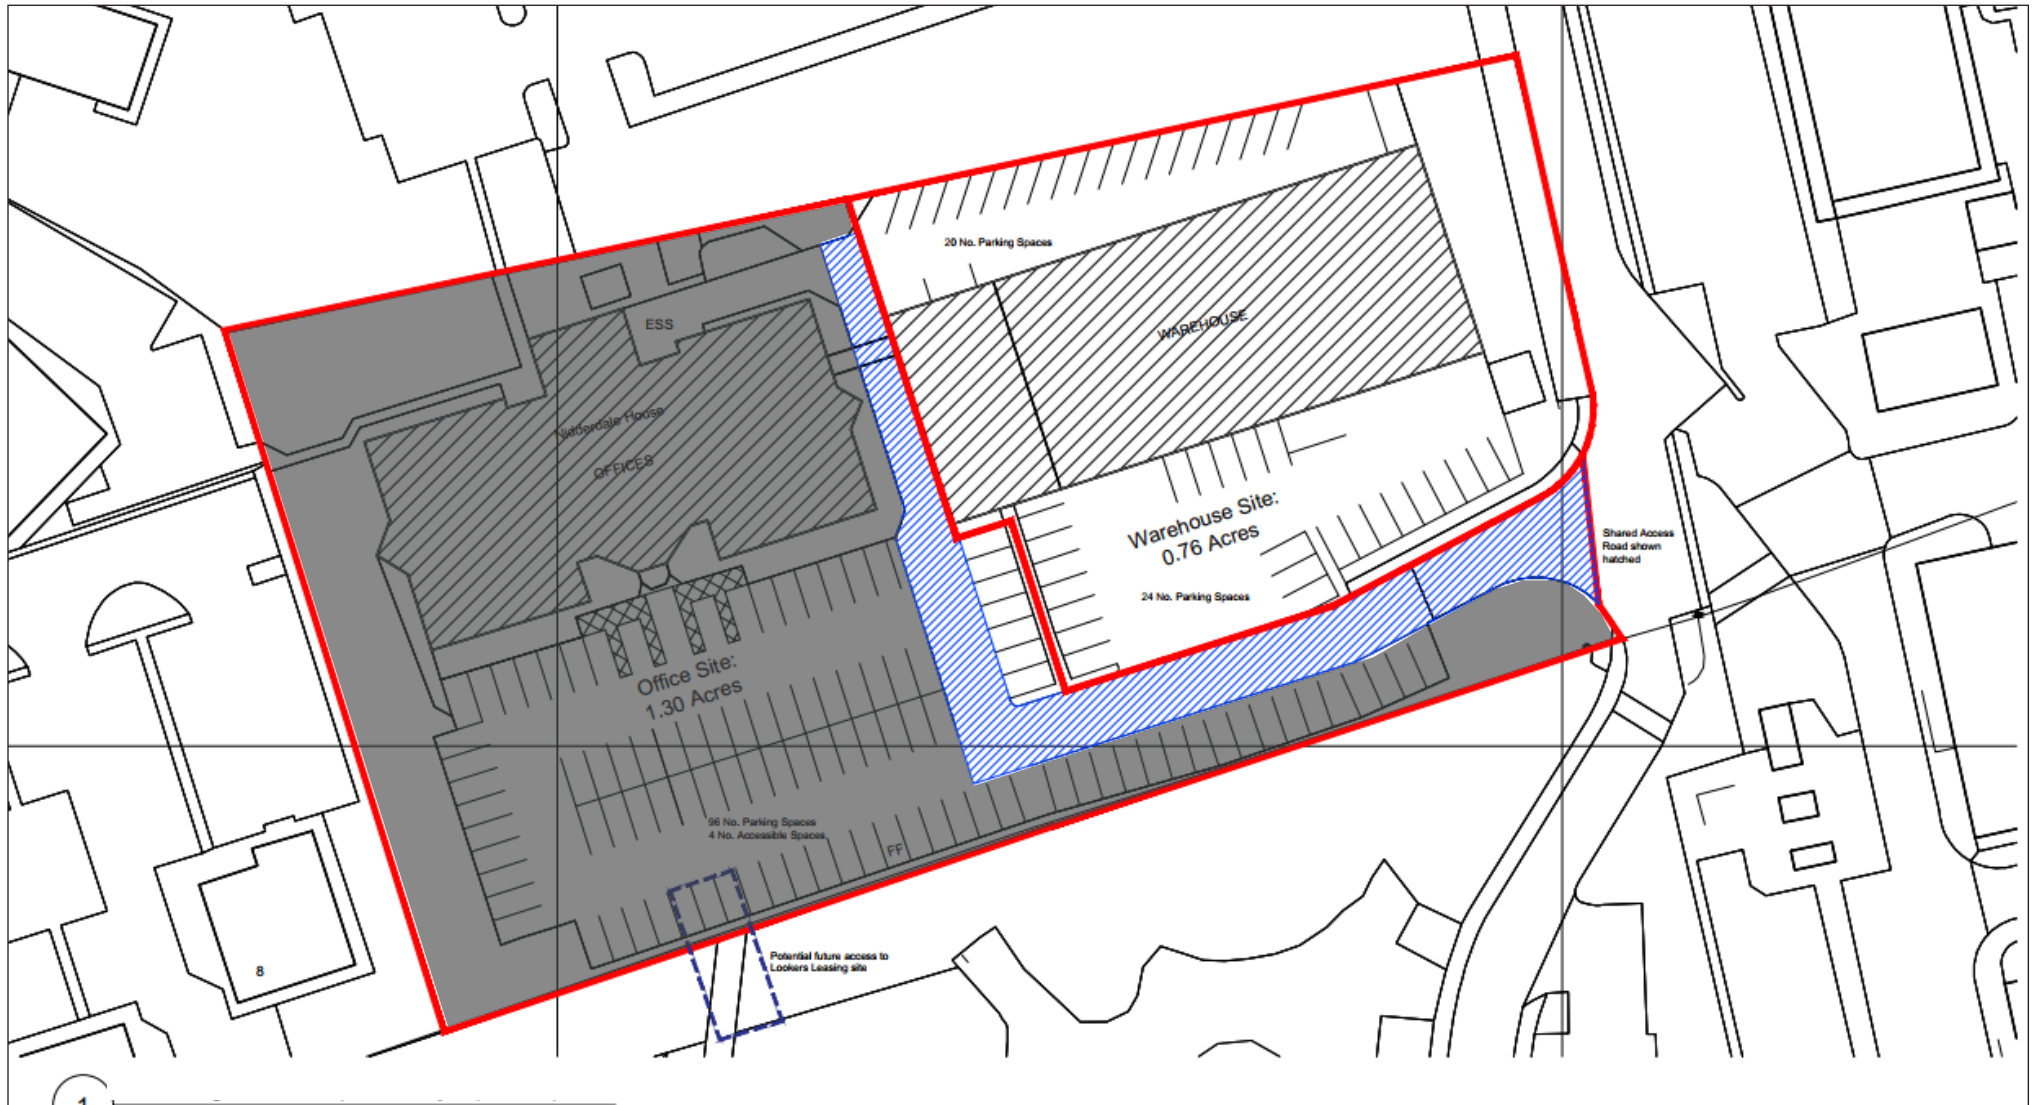 20 No. Parking Spaces
WAREHOUSE
ESS
Nidderdale House
OFFICES
Warehouse Site:
0.76 Acres
24 No. Parking Spaces
Shared Access
Road shown
hatched
Office Site:
1.30 Acres
96 No. Parking Spaces
4 No. Accessible Spaces
FF
Potential future access to
Lookers Leasing site
8
1